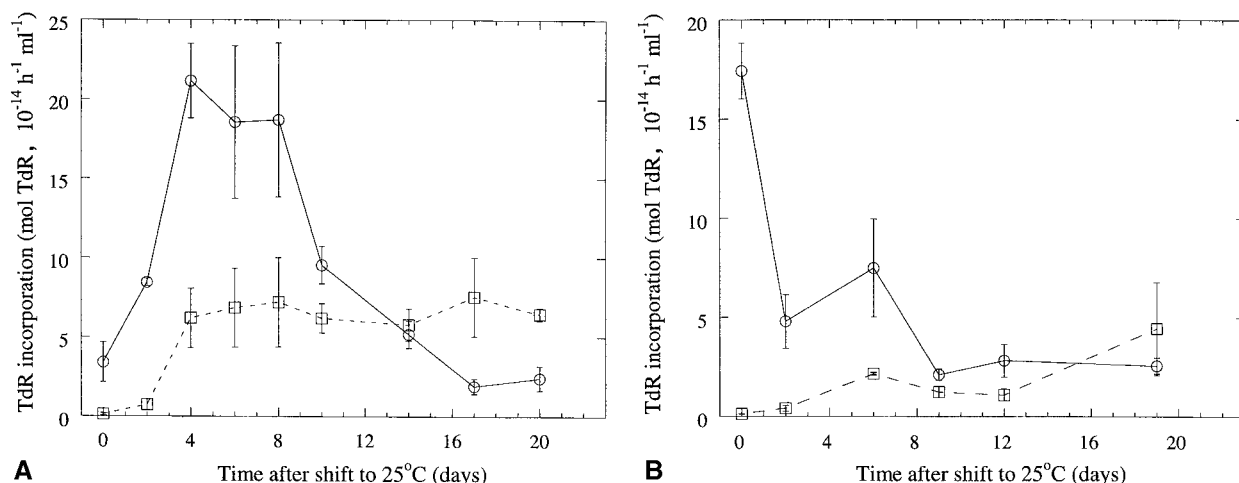 25
20
15
10
5
0
TdR incorporation (mol TdR, 10⁻¹⁴ h⁻¹ ml⁻¹)
0 4 8 12 16 20
Time after shift to 25°C (days)
A
20
15
10
5
0
TdR incorporation (mol TdR, 10⁻¹⁴ h⁻¹ ml⁻¹)
0 4 8 12 16 20
Time after shift to 25°C (days)
B